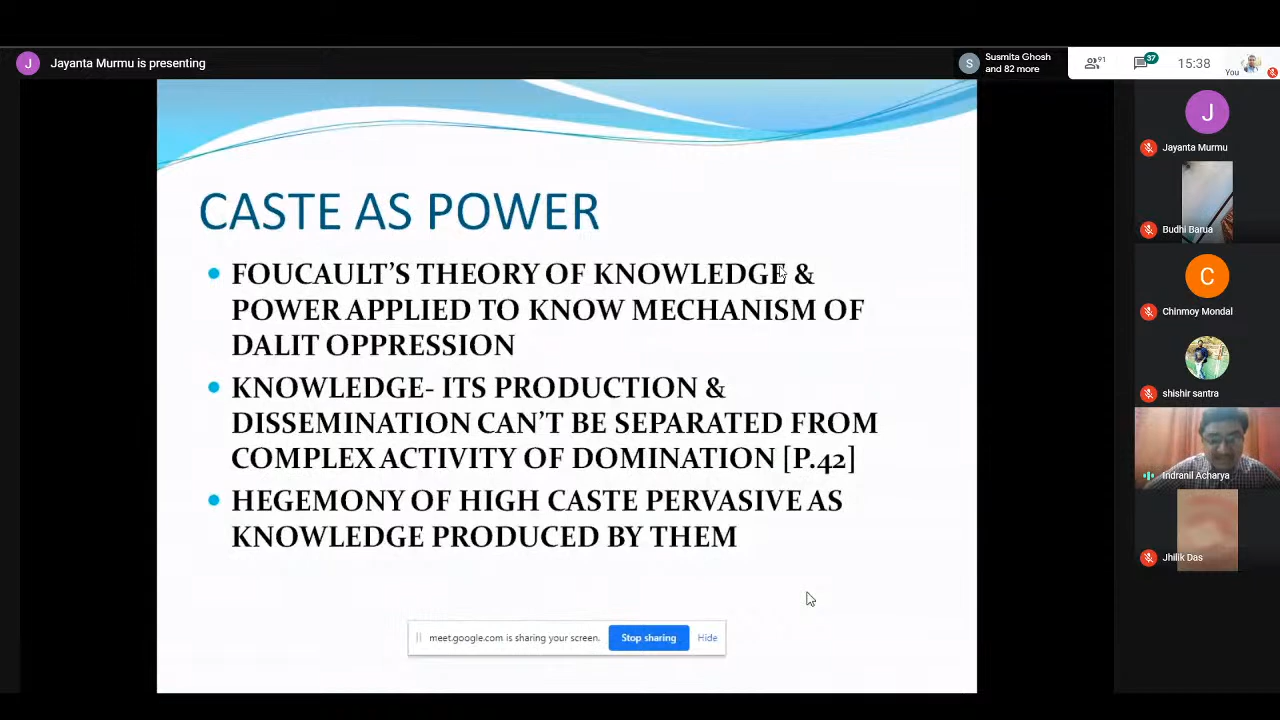 J
Jayanta Murmu is presenting
S
Susmita Ghosh
and 82 more
91
37
15:38
You
CASTE AS POWER
FOUCAULT’S THEORY OF KNOWLEDGE &
POWER APPLIED TO KNOW MECHANISM OF
DALIT OPPRESSION
KNOWLEDGE- ITS PRODUCTION &
DISSEMINATION CAN’T BE SEPARATED FROM
COMPLEX ACTIVITY OF DOMINATION [P.42]
HEGEMONY OF HIGH CASTE PERVASIVE AS
KNOWLEDGE PRODUCED BY THEM
meet.google.com is sharing your screen.
Stop sharing
Hide
J
Jayanta Murmu
Budhi Barua
C
Chinmoy Mondal
shishir santra
Indranil Acharya
Jhilik Das